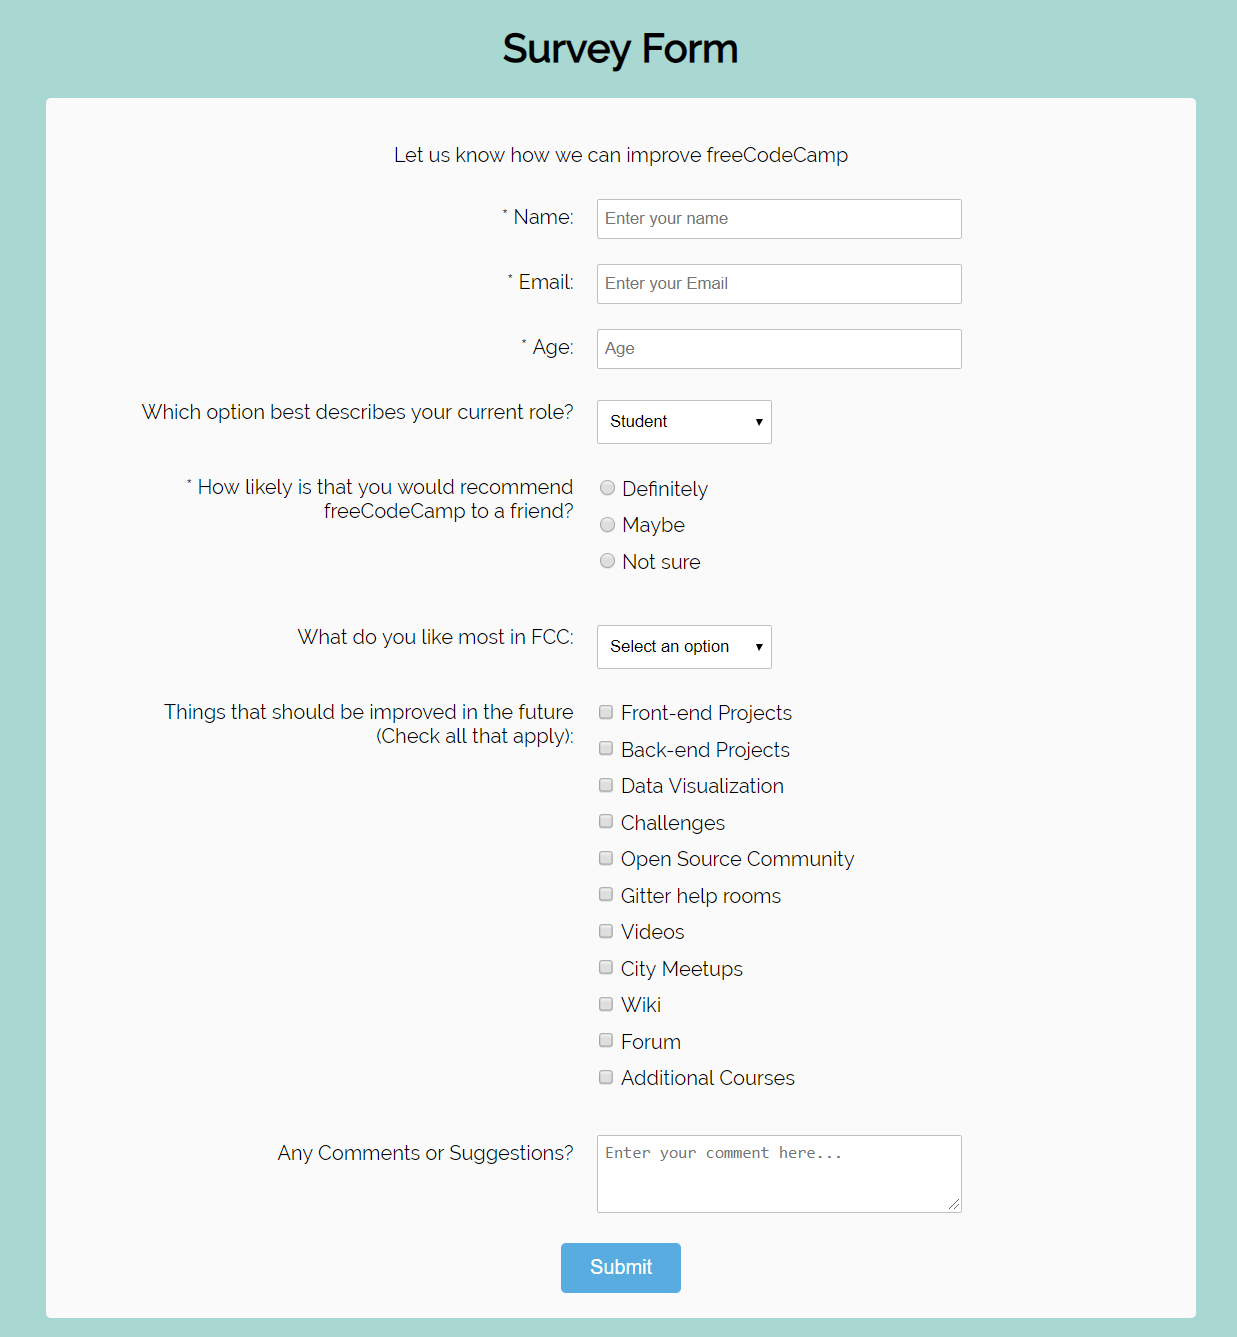 Survey Form
Let us know how we can improve freeCodeCamp
* Name:
Enter your name
* Email:
Enter your Email
* Age:
Age
Which option best describes your current role?
Student
* How likely is that you would recommend
freeCodeCamp to a friend?
Definitely
Maybe
Not sure
What do you like most in FCC:
Select an option
Things that should be improved in the future
(Check all that apply):
Front-end Projects
Back-end Projects
Data Visualization
Challenges
Open Source Community
Gitter help rooms
Videos
City Meetups
Wiki
Forum
Additional Courses
Any Comments or Suggestions?
Enter your comment here...
Submit